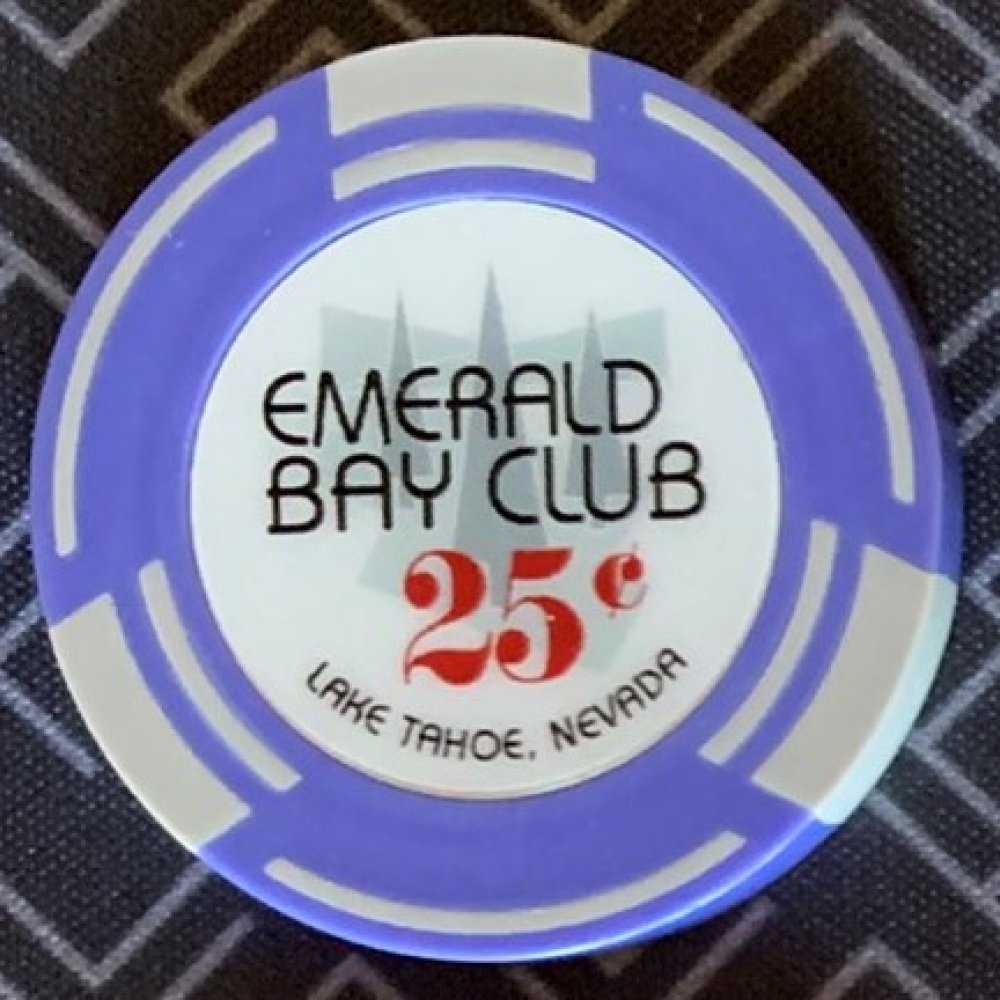 EMERALD
BAY CLUB
25¢
LAKE TAHOE, NEVADA